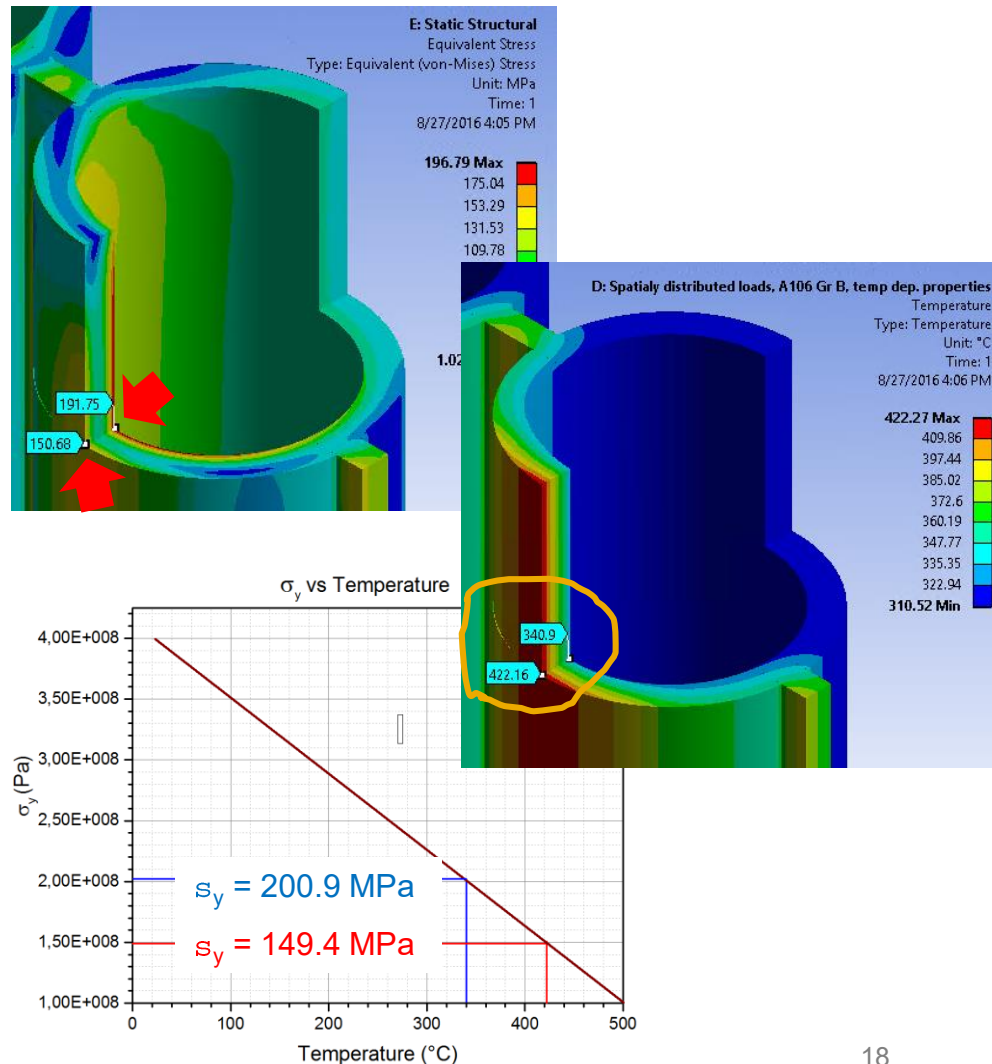 E: Static Structural
Equivalent Stress
Type: Equivalent (von-Mises) Stress
Unit: MPa
Time: 1
8/27/2016 4:05 PM
196.79 Max
175.04
153.29
131.53
109.78
1.02
191.75
150.68
D: Spatialy distributed loads, A106 Gr B, temp dep. properties
Temperature
Type: Temperature
Unit: °C
Time: 1
8/27/2016 4:06 PM
422.27 Max
409.86
397.44
385.02
372.6
360.19
347.77
335.35
322.94
310.52 Min
340.9
422.16
σy vs Temperature
4,00E+008
3,50E+008
3,00E+008
2,50E+008
2,00E+008
1,50E+008
1,00E+008
σy (Pa)
sy = 200.9 MPa
sy = 149.4 MPa
0 100 200 300 400 500
Temperature (°C)
18